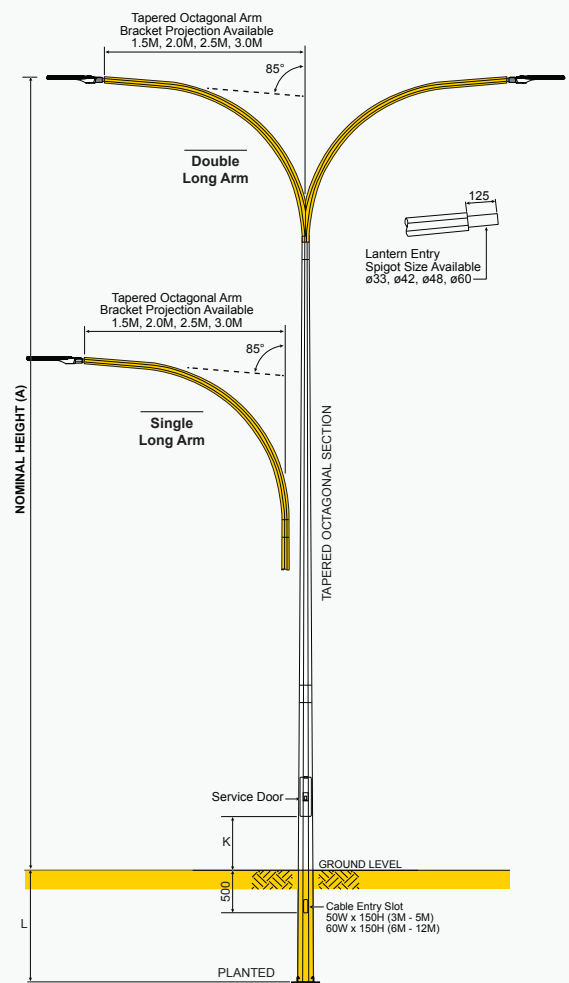 Tapered Octagonal Arm
Bracket Projection Available
1.5M, 2.0M, 2.5M, 3.0M
85°
Double
Long Arm
125
Lantern Entry
Spigot Size Available
ø33, ø42, ø48, ø60
Tapered Octagonal Arm
Bracket Projection Available
1.5M, 2.0M, 2.5M, 3.0M
85°
Single
Long Arm
NOMINAL HEIGHT (A)
TAPERED OCTAGONAL SECTION
Service Door
K
GROUND LEVEL
500
Cable Entry Slot
50W x 150H (3M - 5M)
60W x 150H (6M - 12M)
L
PLANTED